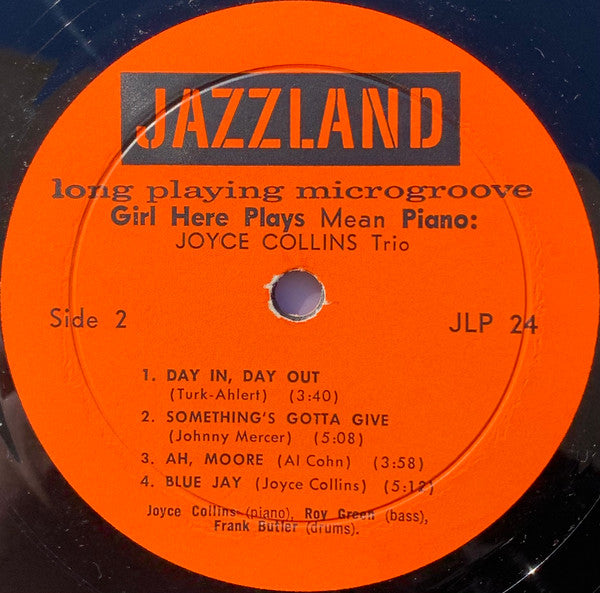 JAZZLAND
long playing microgroove
Girl Here Plays Mean Piano:
JOYCE COLLINS Trio
Side 2
JLP 24
1. DAY IN, DAY OUT
(Turk-Ahlert) (3:40)
2. SOMETHING'S GOTTA GIVE
(Johnny Mercer) (5:08)
3. AH, MOORE (Al Cohn) (3:58)
4. BLUE JAY (Joyce Collins) (5:12)
Joyce Collins (piano), Roy Green (bass),
Frank Butler (drums).